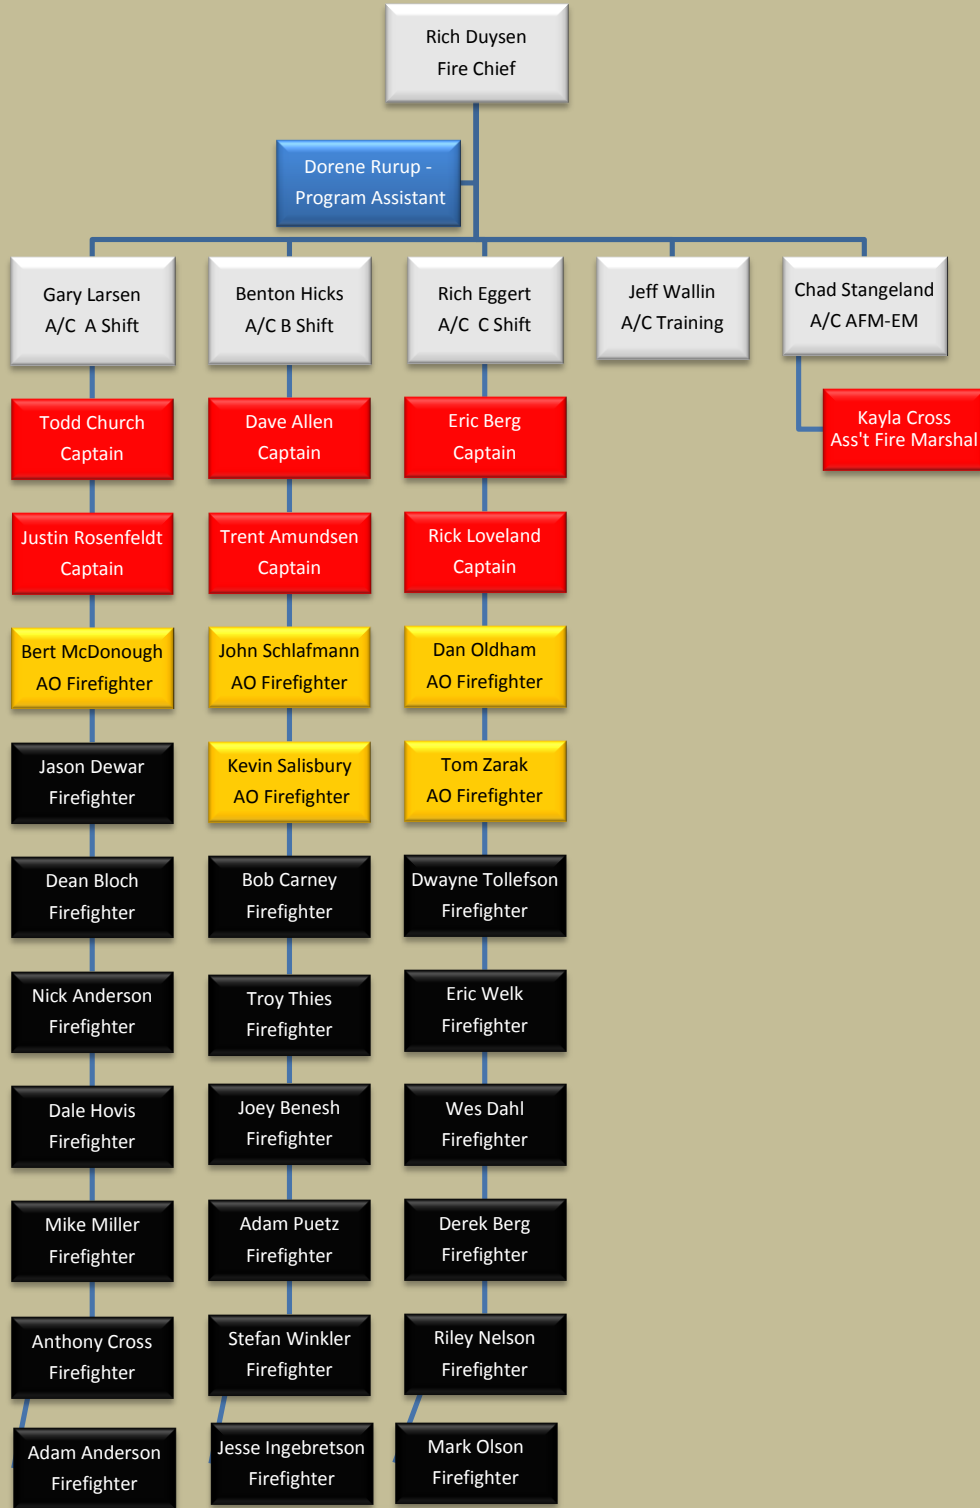 Rich Duysen
Fire Chief
Dorene Rurup -
Program Assistant
Gary Larsen
A/C A Shift
Benton Hicks
A/C B Shift
Rich Eggert
A/C C Shift
Jeff Wallin
A/C Training
Chad Stangeland
A/C AFM-EM
Todd Church
Captain
Dave Allen
Captain
Eric Berg
Captain
Kayla Cross
Ass't Fire Marshal
Justin Rosenfeldt
Captain
Trent Amundsen
Captain
Rick Loveland
Captain
Bert McDonough
AO Firefighter
John Schlafmann
AO Firefighter
Dan Oldham
AO Firefighter
Jason Dewar
Firefighter
Kevin Salisbury
AO Firefighter
Tom Zarak
AO Firefighter
Dean Bloch
Firefighter
Bob Carney
Firefighter
Dwayne Tollefson
Firefighter
Nick Anderson
Firefighter
Troy Thies
Firefighter
Eric Welk
Firefighter
Dale Hovis
Firefighter
Joey Benesh
Firefighter
Wes Dahl
Firefighter
Mike Miller
Firefighter
Adam Puetz
Firefighter
Derek Berg
Firefighter
Anthony Cross
Firefighter
Stefan Winkler
Firefighter
Riley Nelson
Firefighter
Adam Anderson
Firefighter
Jesse Ingebretson
Firefighter
Mark Olson
Firefighter